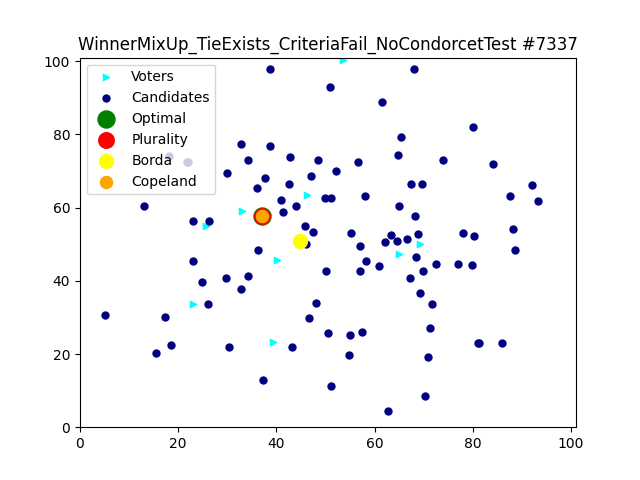 WinnerMixUp_TieExists_CriteriaFail_NoCondorcetTest #7337
100
80
60
40
20
0
Voters
Candidates
Optimal
Plurality
Borda
Copeland
0 20 40 60 80 100